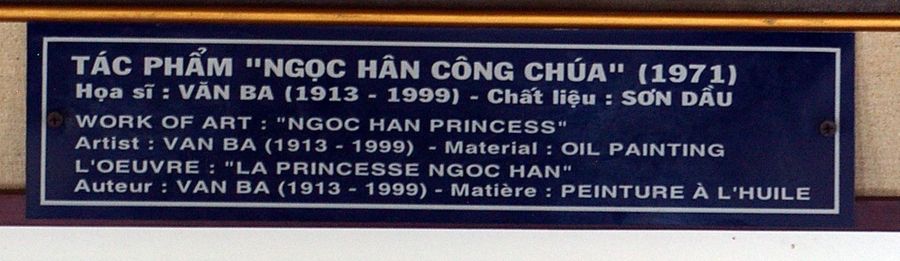 TÁC PHẨM "NGỌC HÂN CÔNG CHÚA" (1971)
Họa sĩ : VĂN BA (1913 - 1999) - Chất liệu : SƠN DẦU
WORK OF ART : "NGOC HAN PRINCESS"
Artist : VAN BA (1913 - 1999) - Material : OIL PAINTING
L'OEUVRE : "LA PRINCESSE NGOC HAN"
Auteur : VAN BA (1913 - 1999) - Matière : PEINTURE À L'HUILE